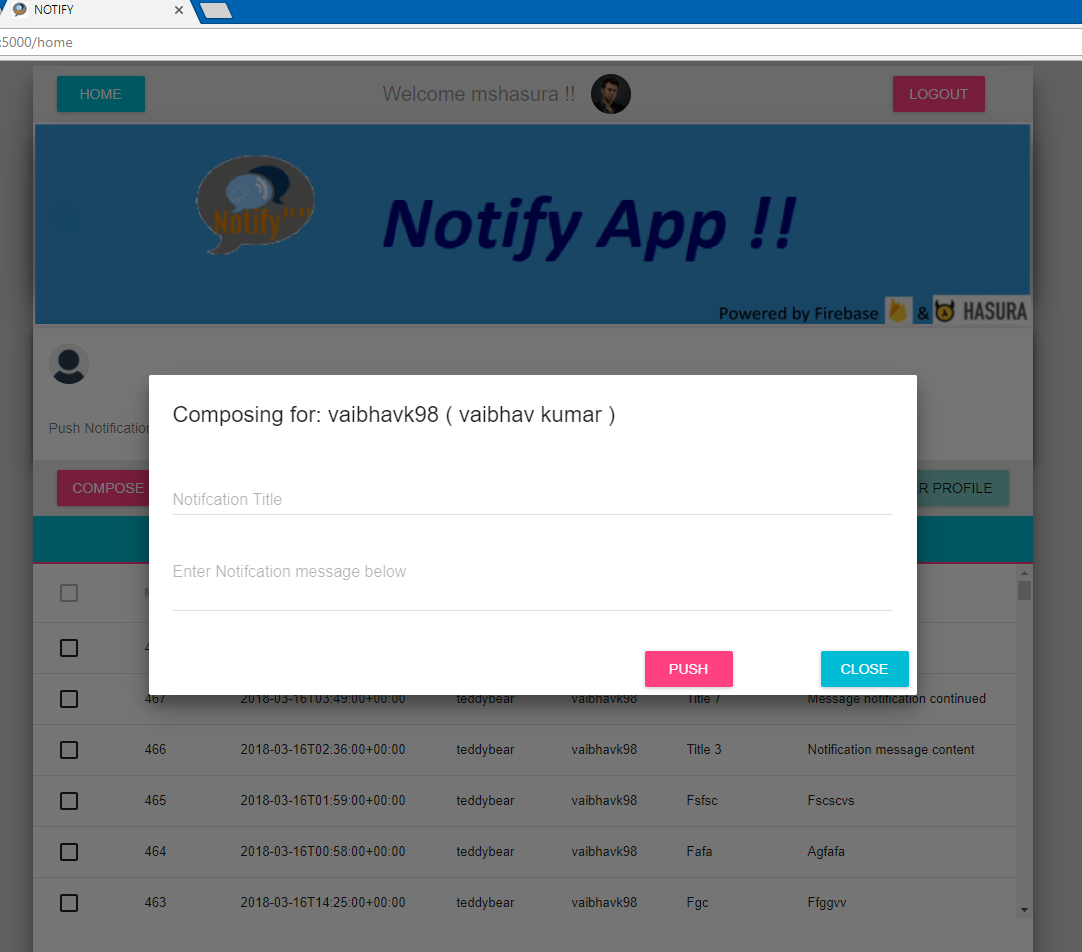 NOTIFY
:5000/home
HOME
Welcome mshasura !!
LOGOUT
Notify""
Notify App !!
Powered by Firebase & HASURA
Composing for: vaibhavk98 ( vaibhav kumar )
Push Notification
COMPOSE
PROFILE
Notifcation Title
Enter Notifcation message below
PUSH
CLOSE
467 2018-03-16T03:49:00+00:00 teddybear vaibhavk98 Title 7 Message notification continued
466 2018-03-16T02:36:00+00:00 teddybear vaibhavk98 Title 3 Notification message content
465 2018-03-16T01:59:00+00:00 teddybear vaibhavk98 Fsfsc Fscscvs
464 2018-03-16T00:58:00+00:00 teddybear vaibhavk98 Fafa Agfafa
463 2018-03-16T14:25:00+00:00 teddybear vaibhavk98 Fgc Ffggvv